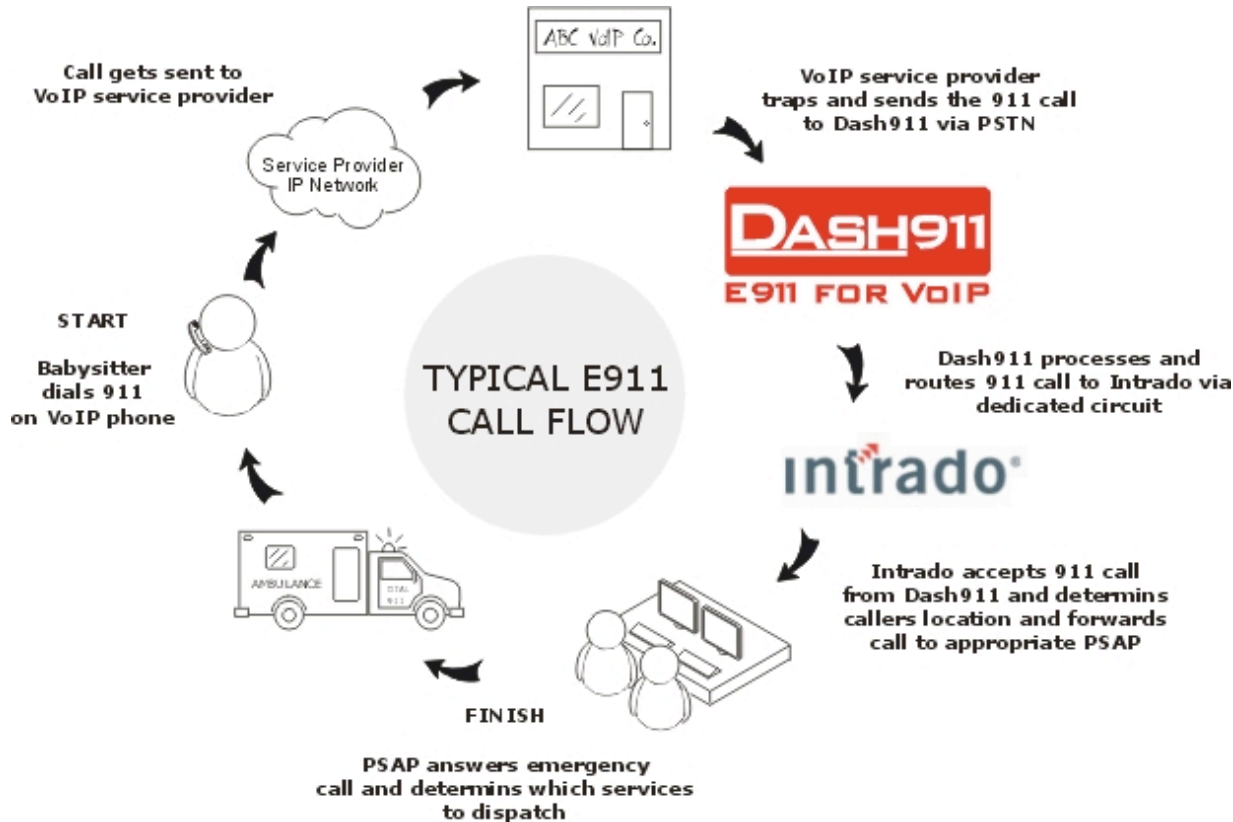 ABC VoIP Co.
Call gets sent to
VoIP service provider
VoIP service provider
traps and sends the 911 call
to Dash911 via PSTN
Service Provider
IP Network
DASH911
E911 FOR VOIP
START
Babysitter
dials 911
on VoIP phone
TYPICAL E911
CALL FLOW
Dash911 processes and
routes 911 call to Intrado via
dedicated circuit
intrado®
AMBULANCE
DIAL
911
Intrado accepts 911 call
from Dash911 and determins
callers location and forwards
call to appropriate PSAP
FINISH
PSAP answers emergency
call and determins which services
to dispatch